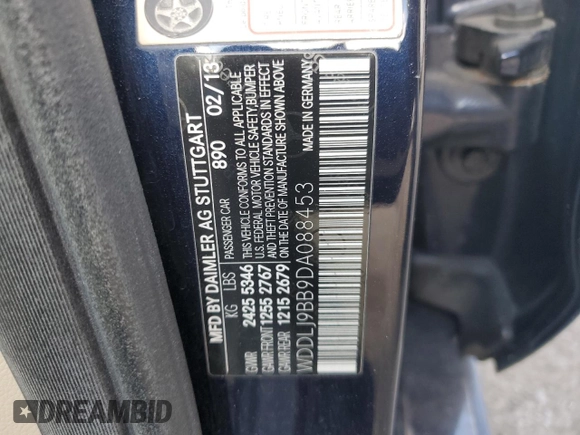 MFD BY DAIMLER AG STUTTGART
PASSENGER CAR 890 02/13
KG LBS
GVWR 2425 5346
GAWR FRONT 1255 2767
GAWR REAR 1215 2679
THIS VEHICLE CONFORMS TO ALL APPLICABLE
U.S. FEDERAL MOTOR VEHICLE SAFETY, BUMPER
AND THEFT PREVENTION STANDARDS IN EFFECT
ON THE DATE OF MANUFACTURE SHOWN ABOVE
MADE IN GERMANY
WDDLJ9BB9DA088453
DREAMBID